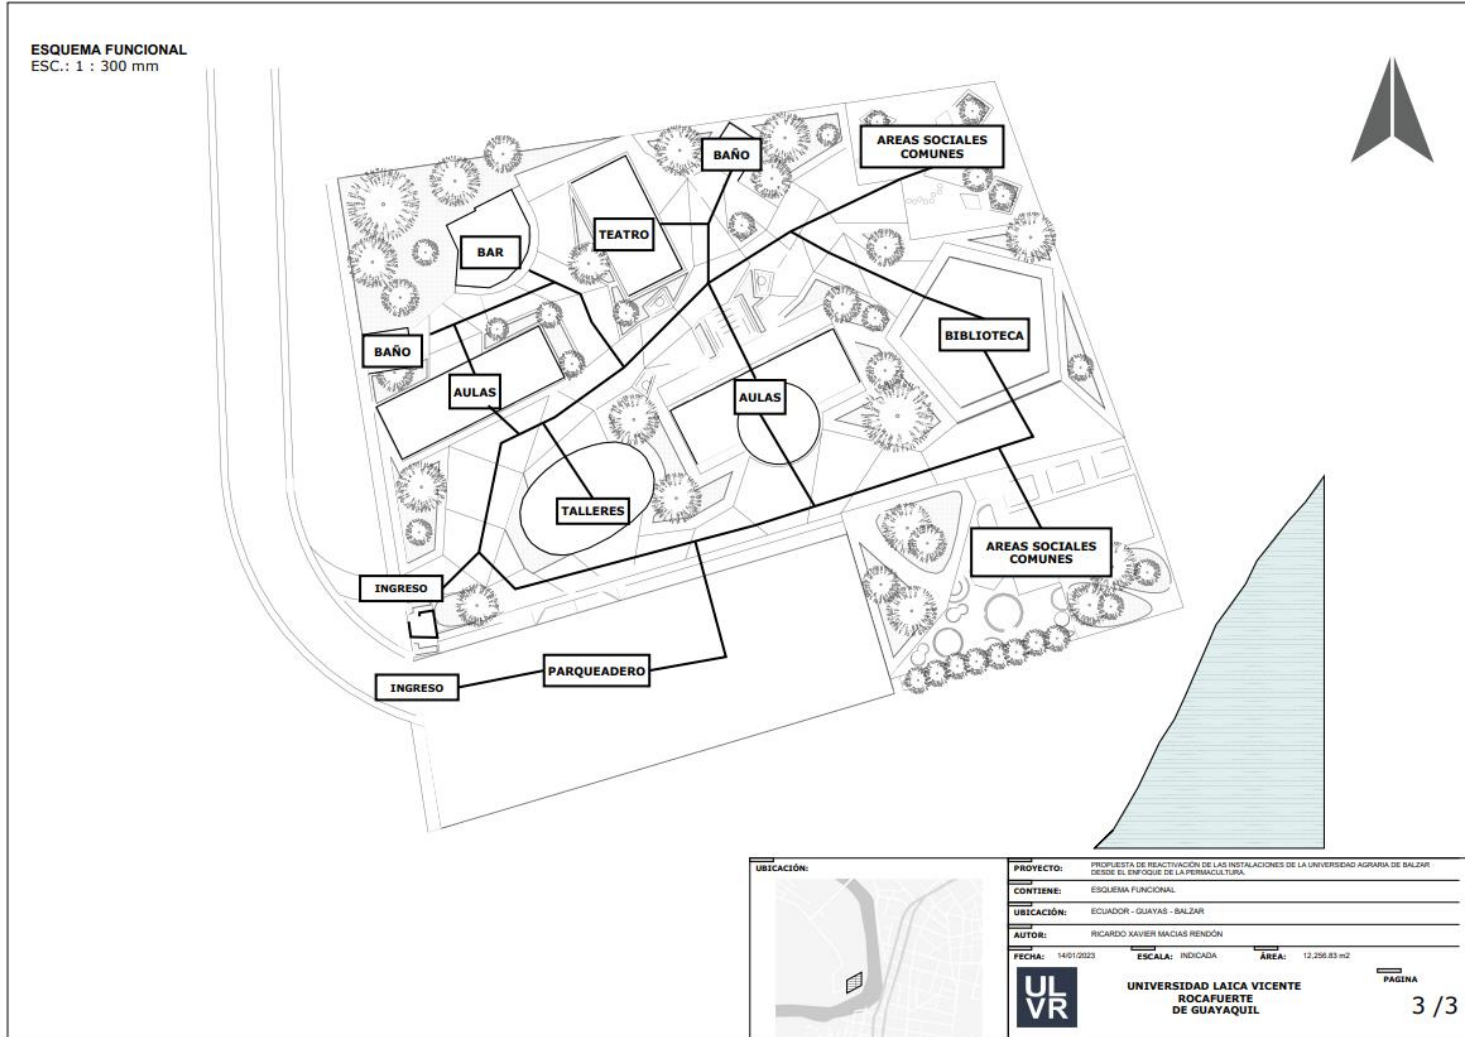 ESQUEMA FUNCIONAL
ESC.: 1 : 300 mm
BAÑO
AREAS SOCIALES
COMUNES
TEATRO
BAR
BIBLIOTECA
BAÑO
AULAS
AULAS
TALLERES
AREAS SOCIALES
COMUNES
INGRESO
PARQUEADERO
INGRESO
UBICACIÓN:
PROYECTO: PROPUESTA DE REACTIVACIÓN DE LAS INSTALACIONES DE LA UNIVERSIDAD AGRARIA DE BALZAR
DESDE EL ENFOQUE DE LA PERMACULTURA.
CONTIENE: ESQUEMA FUNCIONAL
UBICACIÓN: ECUADOR - GUAYAS - BALZAR
AUTOR: RICARDO XAVIER MACIAS RENDÓN
FECHA: 14/01/2023 ESCALA: INDICADA ÁREA: 12,256.83 m2
UL
VR
UNIVERSIDAD LAICA VICENTE
ROCAFUERTE
DE GUAYAQUIL
PAGINA
3 /3